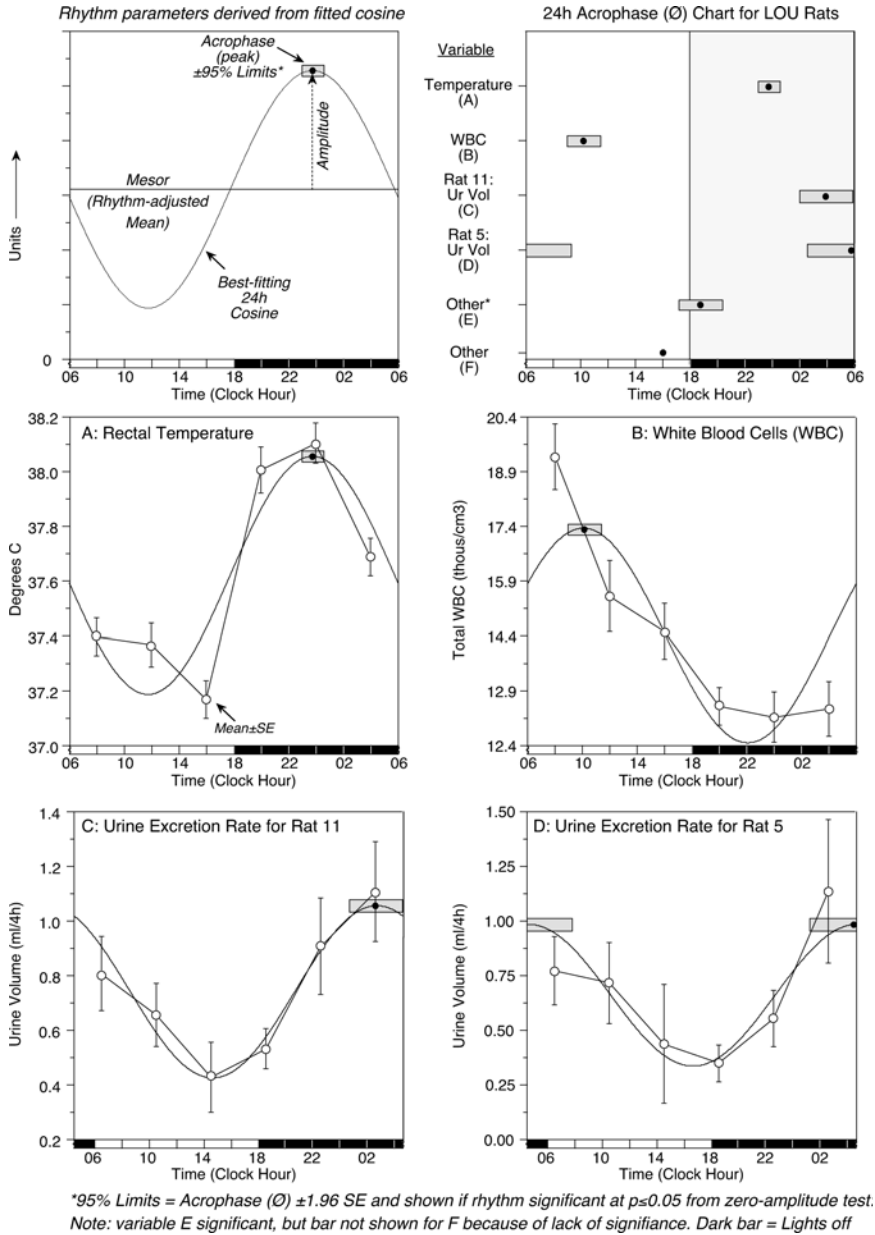 Rhythm parameters derived from fitted cosine
Acrophase
(peak)
±95% Limits*
Amplitude
Mesor
(Rhythm-adjusted
Mean)
Best-fitting
24h
Cosine
Units
0
06 10 14 18 22 02 06
Time (Clock Hour)
24h Acrophase (Ø) Chart for LOU Rats
Variable
Temperature
(A)
WBC
(B)
Rat 11:
Ur Vol
(C)
Rat 5:
Ur Vol
(D)
Other*
(E)
Other
(F)
06 10 14 18 22 02 06
Time (Clock Hour)
A: Rectal Temperature
Degrees C
38.2
38.0
37.8
37.6
37.4
37.2
37.0
Mean±SE
06 10 14 18 22 02 06
Time (Clock Hour)
B: White Blood Cells (WBC)
Total WBC (thous/cm3)
20.4
18.9
17.4
15.9
14.4
12.9
12.4
06 10 14 18 22 02 06
Time (Clock Hour)
C: Urine Excretion Rate for Rat 11
Urine Volume (ml/4h)
1.4
1.2
1.0
0.8
0.6
0.4
0.2
06 10 14 18 22 02
Time (Clock Hour)
D: Urine Excretion Rate for Rat 5
Urine Volume (ml/4h)
1.50
1.25
1.00
0.75
0.50
0.25
0.00
06 10 14 18 22 02
Time (Clock Hour)
*95% Limits = Acrophase (Ø) ±1.96 SE and shown if rhythm significant at p≤0.05 from zero-amplitude test.
Note: variable E significant, but bar not shown for F because of lack of signifiance. Dark bar = Lights off